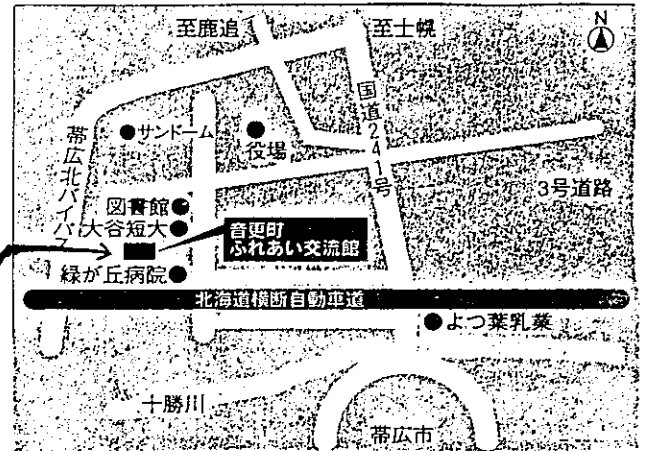 至鹿追
至士幌
N
国道241号
帯広北バイパス
サンドーム
役場
3号道路
図書館
大谷短大
音更町
ふれあい交流館
緑が丘病院
北海道横断自動車道
よつ葉乳業
十勝川
帯広市